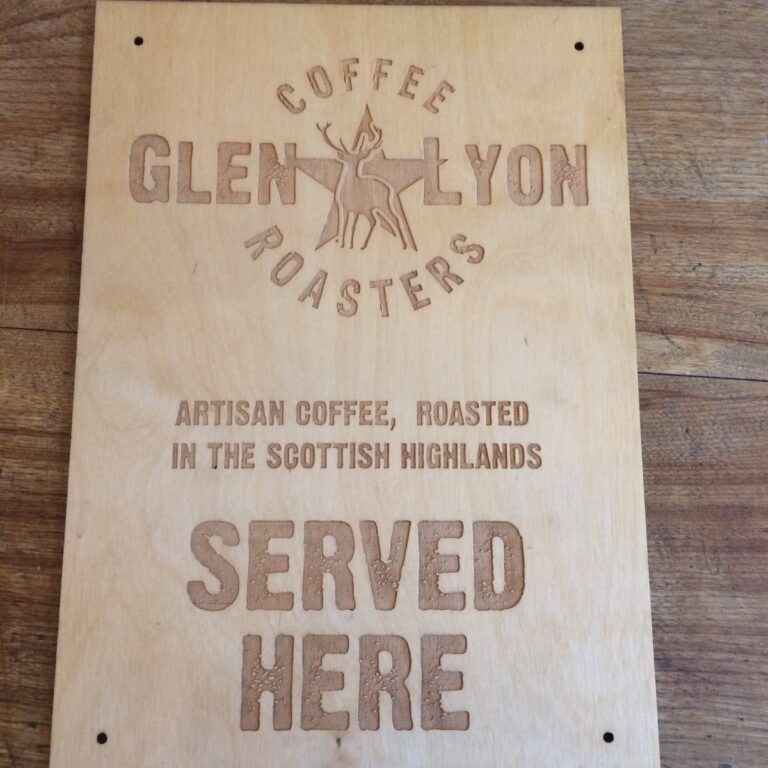 COFFEE
GLEN LYON
ROASTERS
ARTISAN COFFEE, ROASTED
IN THE SCOTTISH HIGHLANDS
SERVED
HERE